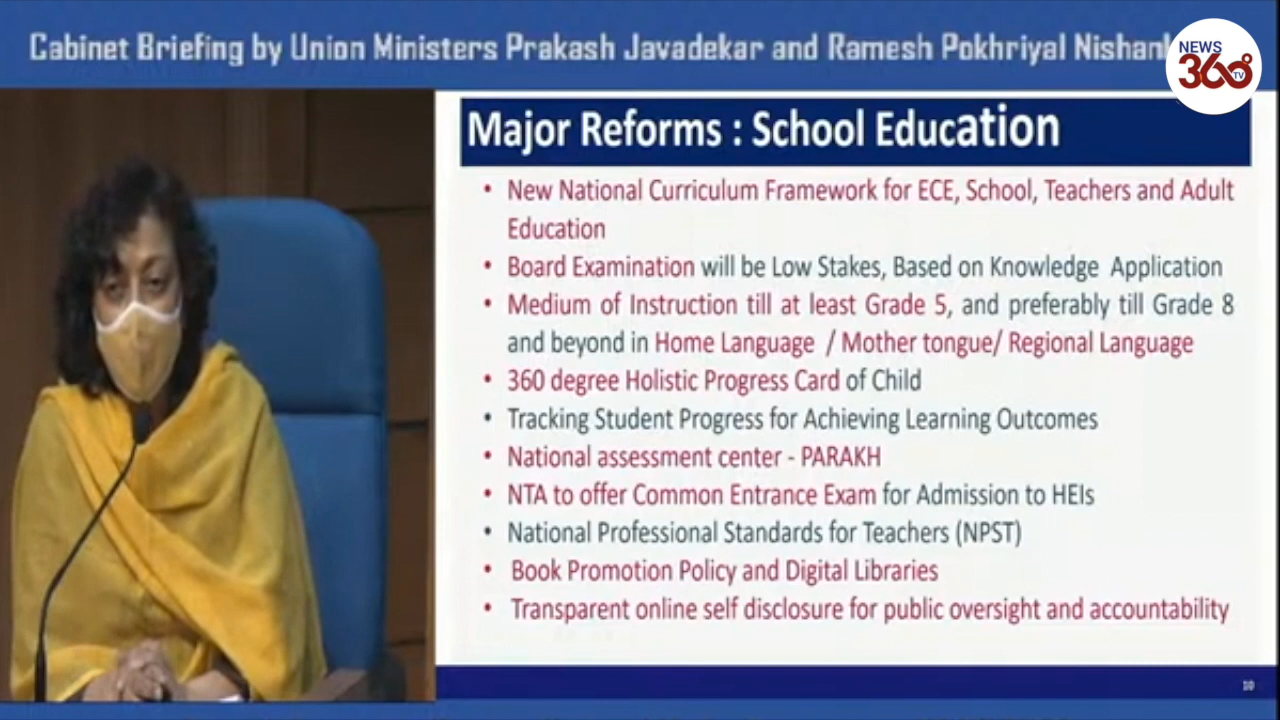 Cabinet Briefing by Union Ministers Prakash Javadekar and Ramesh Pokhriyal Nishank
NEWS
360°
TV
Major Reforms : School Education
• New National Curriculum Framework for ECE, School, Teachers and Adult
Education
• Board Examination will be Low Stakes, Based on Knowledge Application
• Medium of Instruction till at least Grade 5, and preferably till Grade 8
and beyond in Home Language / Mother tongue/ Regional Language
• 360 degree Holistic Progress Card of Child
• Tracking Student Progress for Achieving Learning Outcomes
• National assessment center - PARAKH
• NTA to offer Common Entrance Exam for Admission to HEIs
• National Professional Standards for Teachers (NPST)
• Book Promotion Policy and Digital Libraries
• Transparent online self disclosure for public oversight and accountability